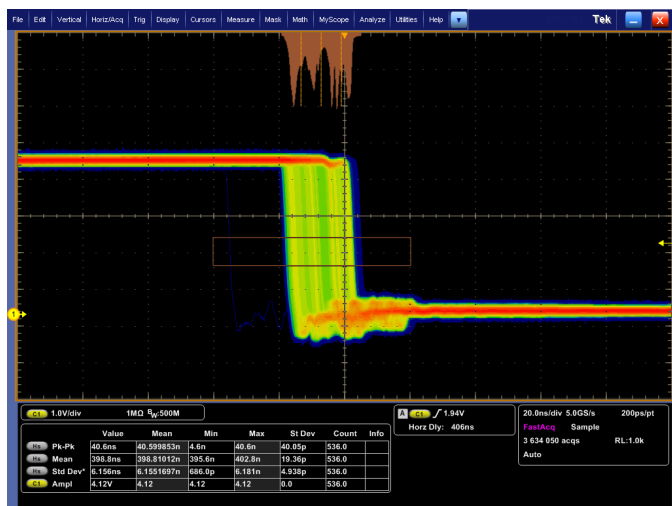 File Edit Vertical Horiz/Acq Trig Display Cursors Measure Mask Math MyScope Analyze Utilities Help Tek X
1
C1 1.0V/div 1MΩ BW:500M
A C1 1.94V
Horz Dly: 406ns
20.0ns/div 5.0GS/s 200ps/pt
FastAcq Sample
3 634 050 acqs RL:1.0k
Auto
Value Mean Min Max St Dev Count Info
Hs Pk-Pk 40.6ns 40.599853n 4.6n 40.6n 40.05p 536.0
Hs Mean 398.8ns 398.81012n 395.6n 402.8n 19.36p 536.0
Hs Std Dev* 6.156ns 6.1551697n 686.0p 6.181n 4.938p 536.0
C1 Ampl 4.12V 4.12 4.12 4.12 0.0 536.0